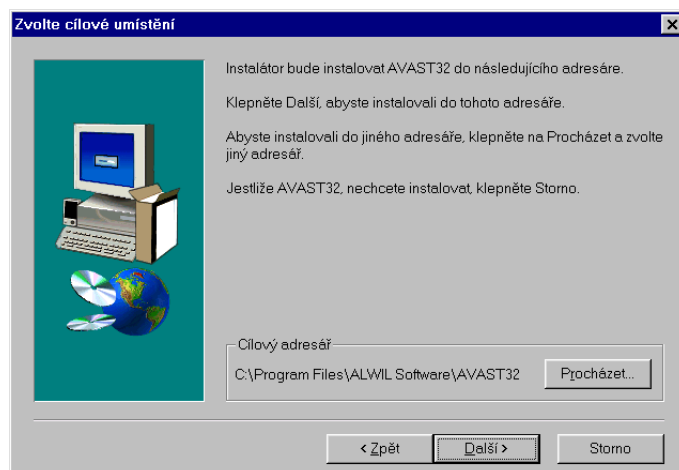 Zvolte cílové umístění
Instalátor bude instalovat AVAST32 do následujícího adresáre.
Klepněte Další, abyste instalovali do tohoto adresáře.
Abyste instalovali do jiného adresáře, klepněte na Procházet a zvolte
jiný adresář.
Jestliže AVAST32, nechcete instalovat, klepněte Storno.
Cílový adresář
C:\Program Files\ALWIL Software\AVAST32
Procházet...
< Zpět
Další >
Storno